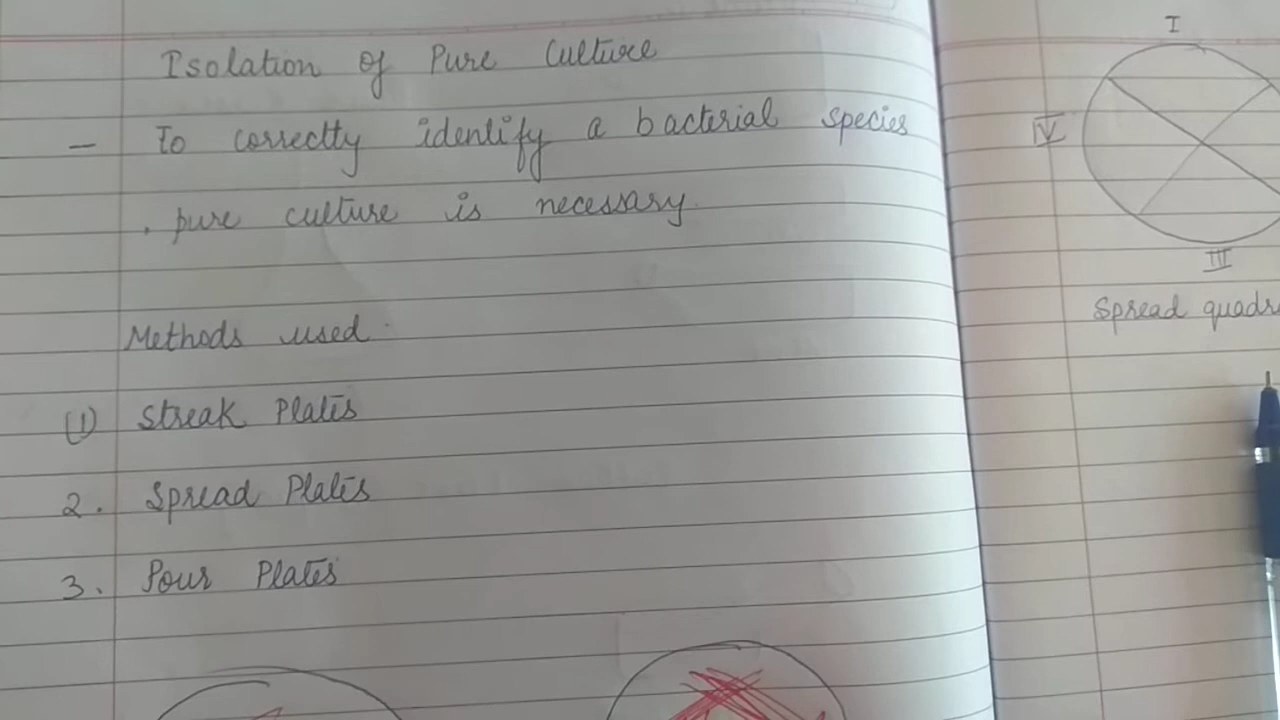 Isolation of Pure Culture
— To correctly identify a bacterial species
, pure culture is necessary.
Methods used.
(1) Streak Plates
2. Spread Plates
3. Pour Plates
I
IV
III
Spread